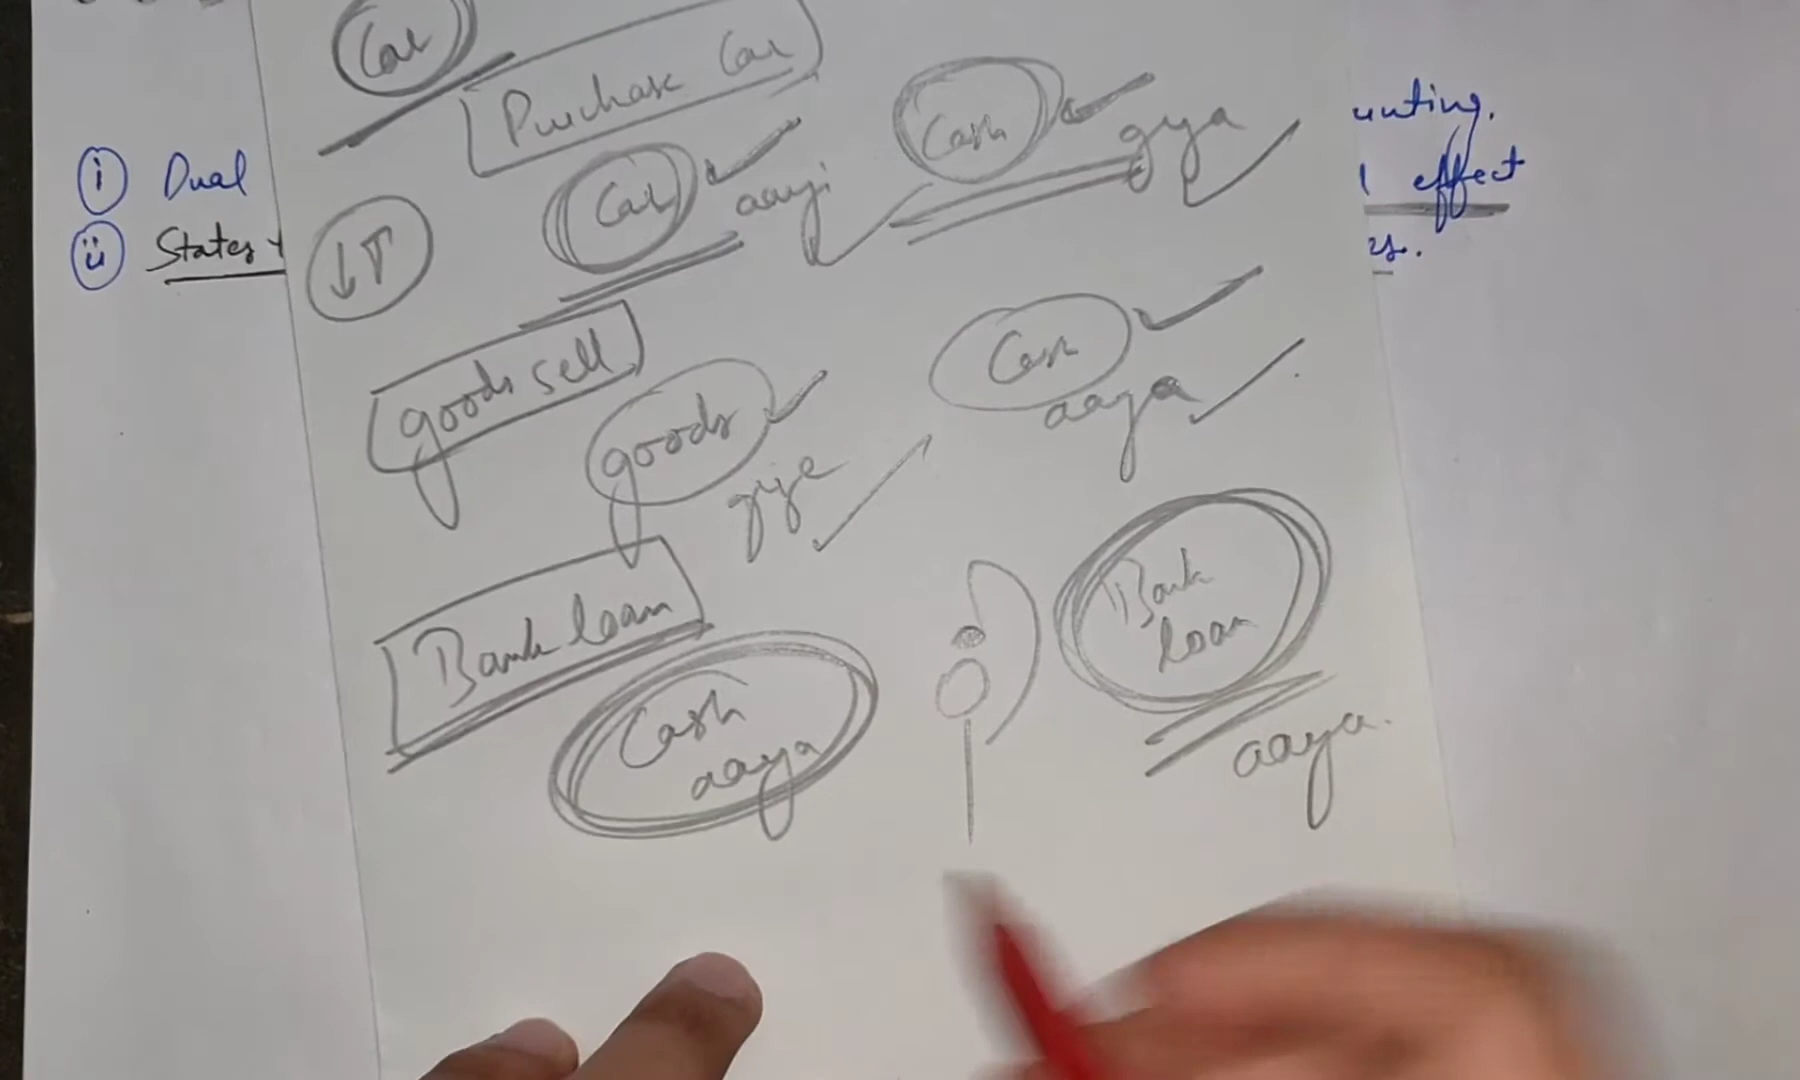 Car
Purchase Car
Car aayi
Cash gya
unting.
i Dual
effect
ii States
↓↑
goods sell
goods gye
Cash aaya
Bank loan
Cash
aaya
Bank
loan
aaya.